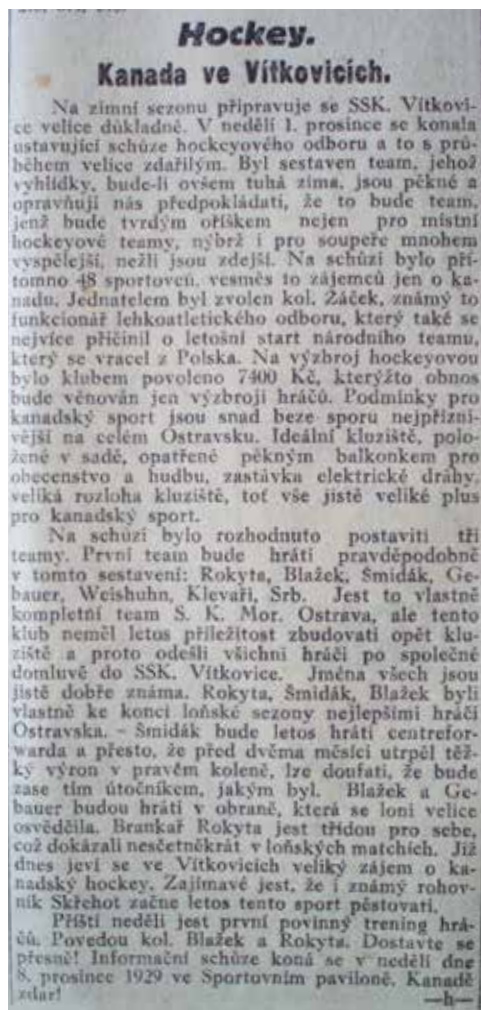 Hockey.
Kanada ve Vítkovicích.
Na zimní sezonu připravuje se SSK. Vítkovi-
ce velice důkladně. V neděli 1. prosince se konala
ustavující schůze hockeyového odboru a to s prů-
během velice zdařilým. Byl sestaven team, jehož
vyhlídky, bude-li ovšem tuhá zima, jsou pěkné a
opravňují nás předpokládati, že to bude team,
jenž bude tvrdým oříškem nejen pro místní
hockeyové teamy, nýbrž i pro soupeře mnohem
vyspělejší, nežli jsou zdejší. Na schůzi bylo pří-
tomno 48 sportovců, vesměs to zájemců jen o ka-
nadu. Jednatelem byl zvolen kol. Žáček, známý to
funkcionář lehkoatletického odboru, který také se
nejvíce přičinil o letošní start národního teamu,
který se vracel z Polska. Na výzbroj hockeyovou
bylo klubem povoleno 7400 Kč, kterýžto obnos
bude věnován jen výzbroji hráčů. Podmínky pro
kanadský sport jsou snad beze sporu nejpřízni-
vější na celém Ostravsku. Ideální kluziště, polo-
žené v sadě, opatřené pěkným balkonkem pro
obecenstvo a hudbu, zastávka elektrické dráhy,
veliká rozloha kluziště, toť vše jistě veliké plus
pro kanadský sport.
Na schůzi bylo rozhodnuto postaviti tři
teamy. První team bude hráti pravděpodobně
v tomto sestavení: Rokyta, Blažek, Šmidák, Ge-
bauer, Weishuhn, Klevaři, Srb. Jest to vlastně
kompletní team S. K. Mor. Ostrava, ale tento
klub neměl letos příležitost zbudovati opět klu-
ziště a proto odešli všichni hráči po společné
domluvě do SSK. Vítkovice. Jména všech jsou
jistě dobře známa. Rokyta, Šmidák, Blažek byli
vlastně ke konci loňské sezony nejlepšími hráči
Ostravska. - Šmidák bude letos hráti centrefor-
warda a přesto, že před dvěma měsíci utrpěl těž-
ký výron v pravém koleně, lze doufati, že bude
zase tím útočníkem, jakým byl. Blažek a Ge-
bauer budou hráti v obraně, která se loni velice
osvědčila. Brankař Rokyta jest třídou pro sebe,
což dokázali nesčetněkrát v loňských matchích. Již
dnes jeví se ve Vítkovicích veliký zájem o ka-
nadský hockey. Zajímavé jest, že i známý rohov-
ník Skřehot začne letos tento sport pěstovati.
Příští neděli jest první povinný trening hrá-
čů. Povedou kol. Blažek a Rokyta. Dostavte se
přesně! Informační schůze koná se v neděli dne
8. prosince 1929 ve Sportovním paviloně. Kanadě
zdar! —h—